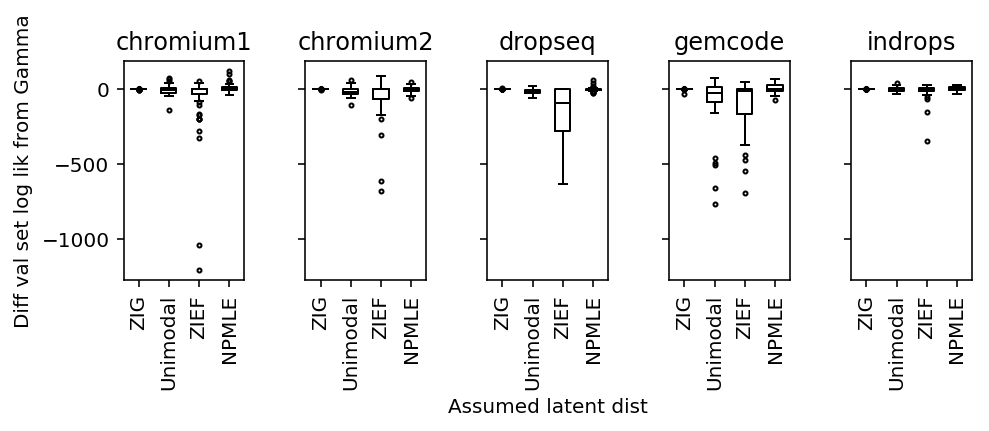 Diff val set log lik from Gamma
chromium1
chromium2
dropseq
gemcode
indrops
0
−500
−1000
ZIG
Unimodal
ZIEF
NPMLE
ZIG
Unimodal
ZIEF
NPMLE
ZIG
Unimodal
ZIEF
NPMLE
ZIG
Unimodal
ZIEF
NPMLE
ZIG
Unimodal
ZIEF
NPMLE
Assumed latent dist